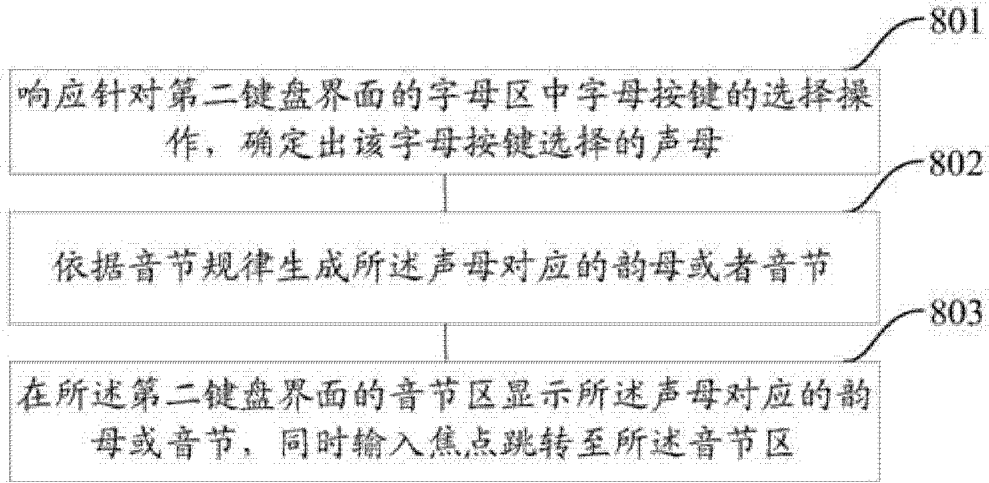 801
响应针对第二键盘界面的字母区中字母按键的选择操
作，确定出该字母按键选择的声母
802
依据音节规律生成所述声母对应的韵母或者音节
803
在所述第二键盘界面的音节区显示所述声母对应的韵
母或音节，同时输入焦点跳转至所述音节区